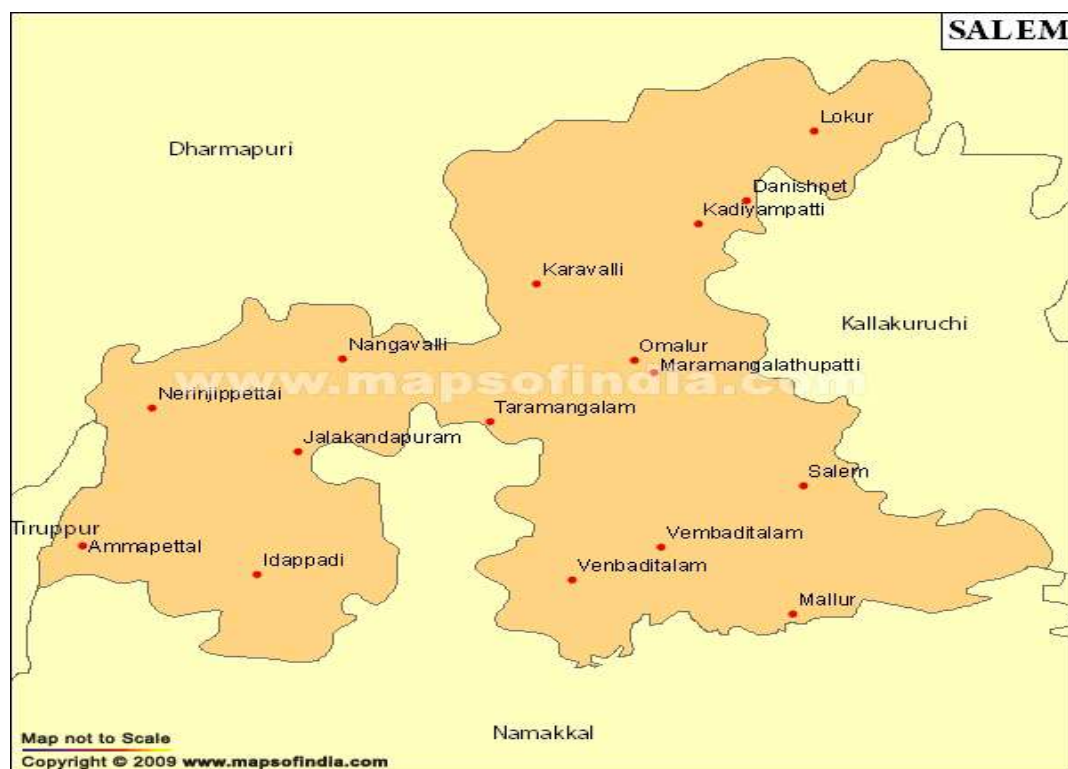 SALEM
Lokur
Dharmapuri
Danishpet
Kadiyampatti
Karavalli
Kallakuruchi
Nangavalli
Omalur
Maramangalathupatti
www.mapsofindia.com
Nerinjippettai
Taramangalam
Jalakandapuram
Salem
Tiruppur
Ammapettal
Vembaditalam
Idappadi
Venbaditalam
Mallur
Namakkal
Map not to Scale
Copyright © 2009 www.mapsofindia.com